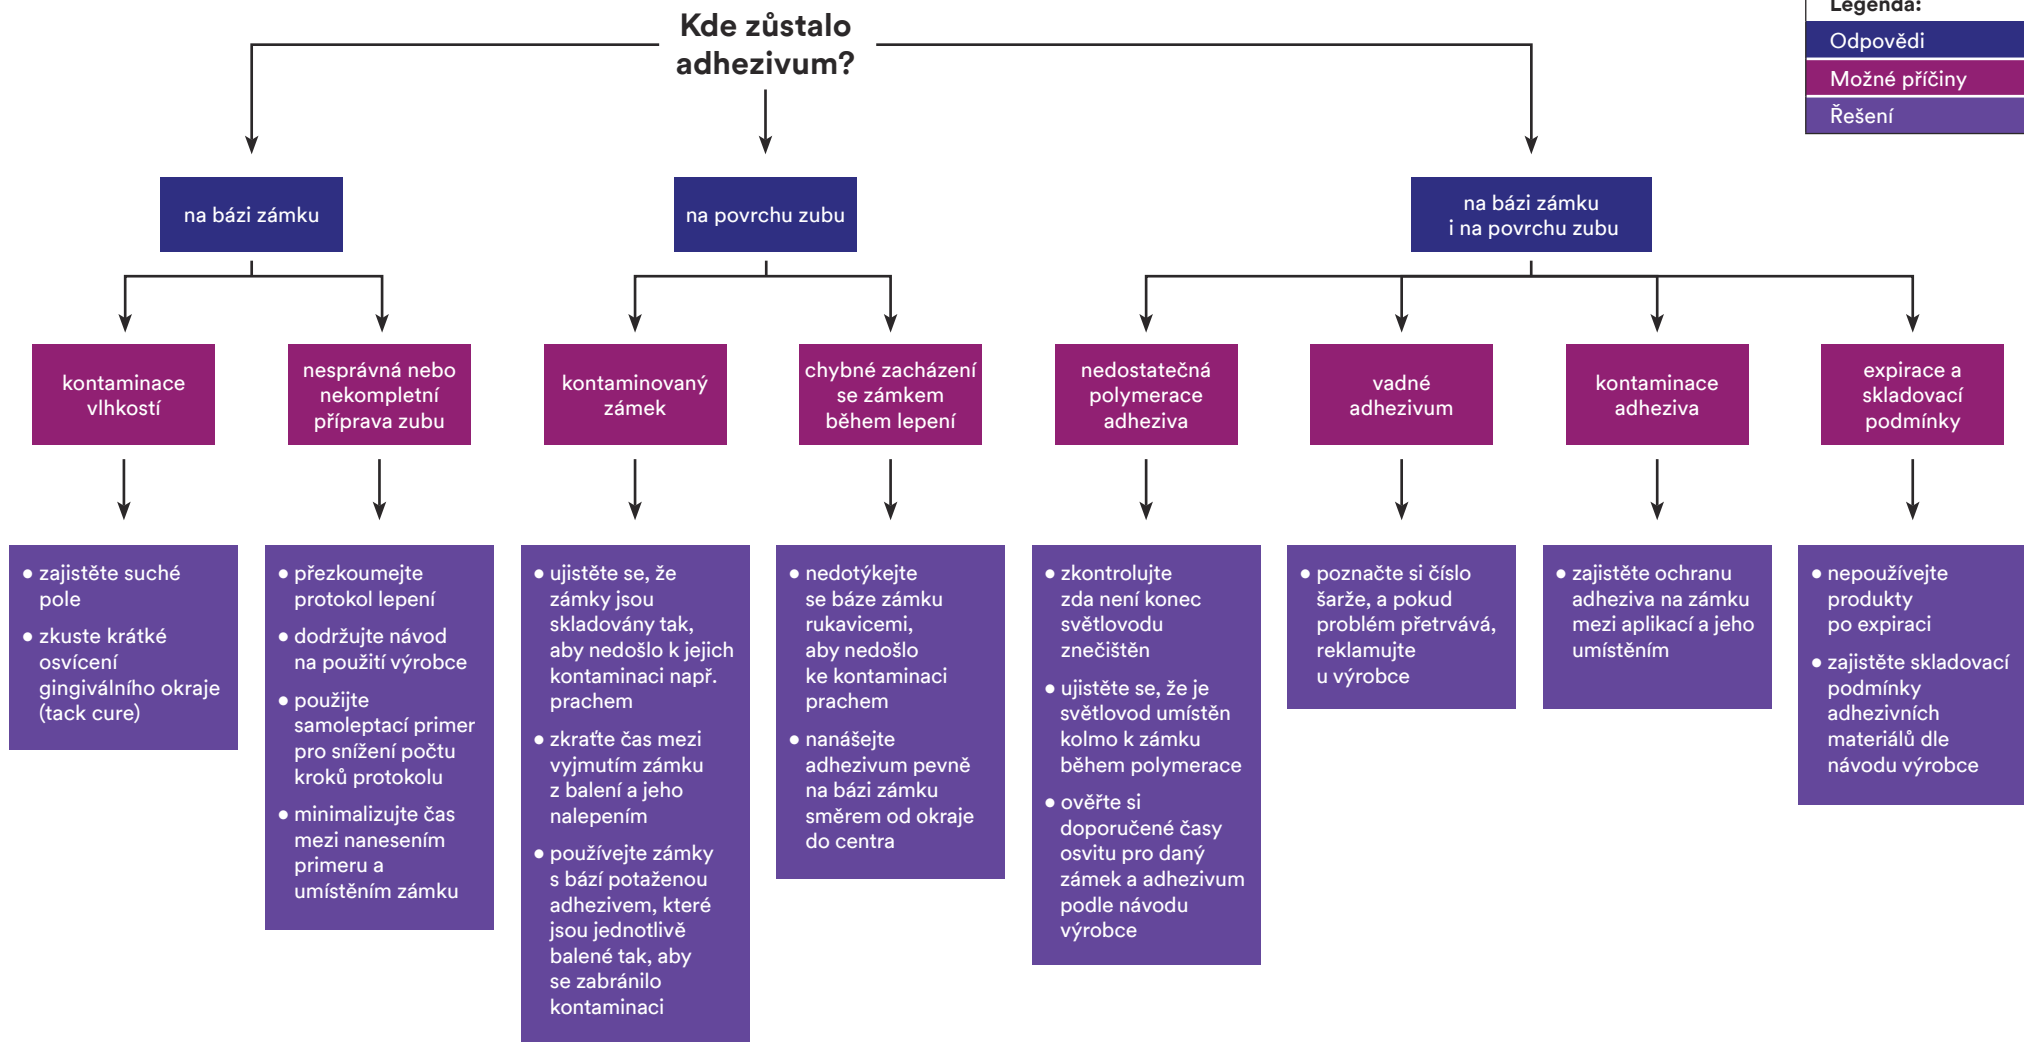 Kde zůstalo
adhezivum?
Legenda:
Odpovědi
Možné příčiny
Řešení
na bázi zámku
na povrchu zubu
na bázi zámku
i na povrchu zubu
kontaminace
vlhkostí
nesprávná nebo
nekompletní
příprava zubu
kontaminovaný
zámek
chybné zacházení
se zámkem
během lepení
nedostatečná
polymerace
adheziva
vadné
adhezivum
kontaminace
adheziva
expirace a
skladovací
podmínky
• zajistěte suché
pole
• zkuste krátké
osvícení
gingiválního okraje
(tack cure)
• přezkoumejte
protokol lepení
• dodržujte návod
na použití výrobce
• použijte
samoleptací primer
pro snížení počtu
kroků protokolu
• minimalizujte čas
mezi nanesením
primeru a
umístěním zámku
• ujistěte se, že
zámky jsou
skladovány tak,
aby nedošlo k jejich
kontaminaci např.
prachem
• zkraťte čas mezi
vyjmutím zámku
z balení a jeho
nalepením
• používejte zámky
s bází potaženou
adhezivem, které
jsou jednotlivě
balené tak, aby
se zabránilo
kontaminaci
• nedotýkejte
se báze zámku
rukavicemi,
aby nedošlo
ke kontaminaci
prachem
• nanášejte
adhezivum pevně
na bázi zámku
směrem od okraje
do centra
• zkontrolujte
zda není konec
světlovodu
znečištěn
• ujistěte se, že je
světlovod umístěn
kolmo k zámku
během polymerace
• ověřte si
doporučené časy
osvitu pro daný
zámek a adhezivum
podle návodu
výrobce
• poznačte si číslo
šarže, a pokud
problém přetrvává,
reklamujte
u výrobce
• zajistěte ochranu
adheziva na zámku
mezi aplikací a jeho
umístěním
• nepoužívejte
produkty
po expiraci
• zajistěte skladovací
podmínky
adhezivních
materiálů dle
návodu výrobce